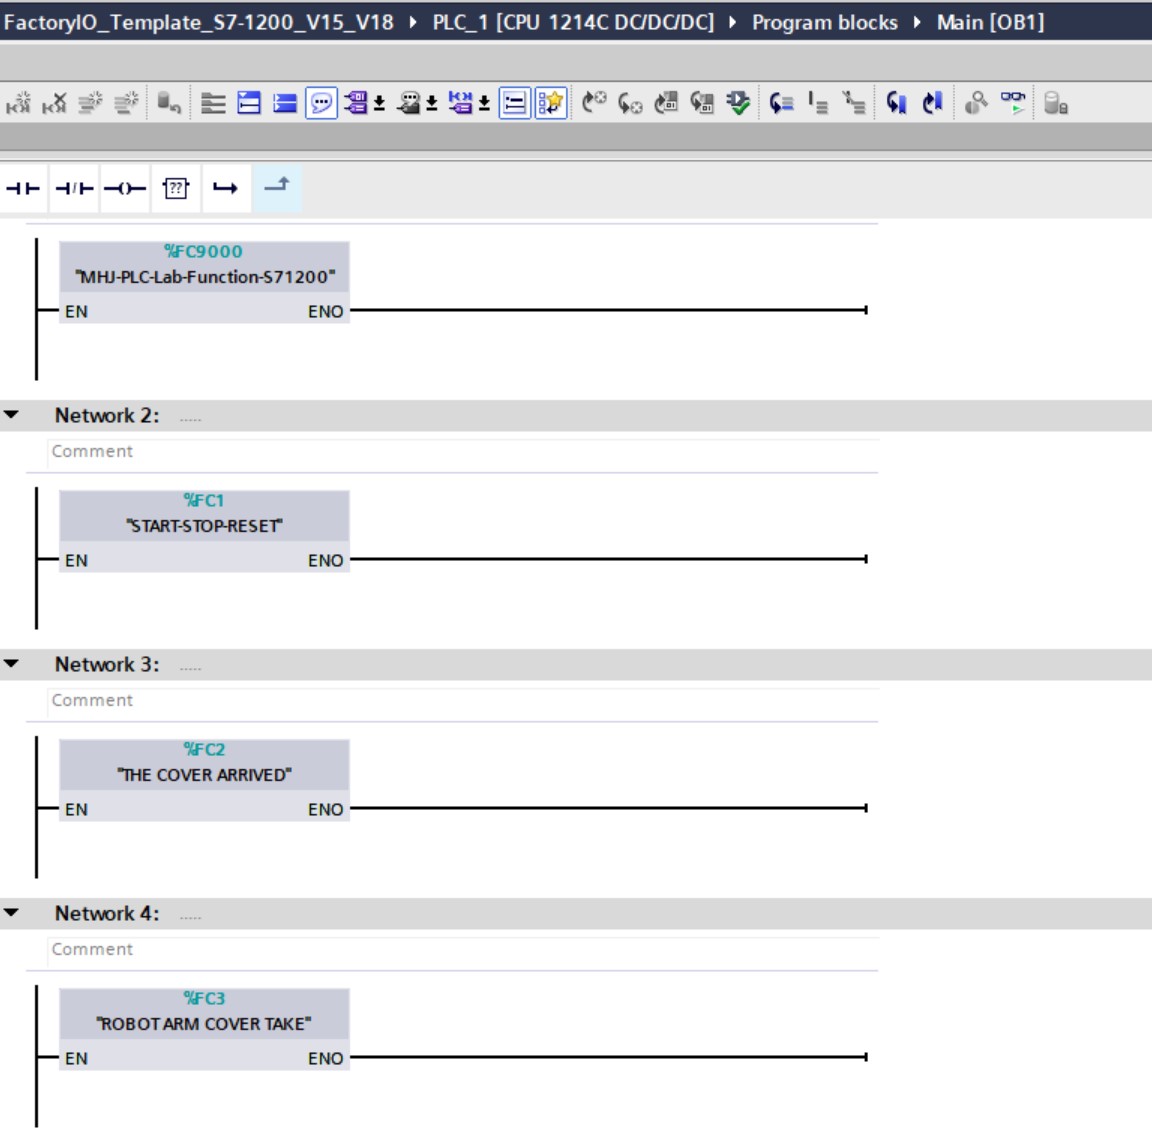 FactoryIO_Template_S7-1200_V15_V18 ▸ PLC_1 [CPU 1214C DC/DC/DC] ▸ Program blocks ▸ Main [OB1]
??
%FC9000
"MHJ-PLC-Lab-Function-S71200"
EN ENO
Network 2: .....
Comment
%FC1
"START-STOP-RESET"
EN ENO
Network 3: .....
Comment
%FC2
"THE COVER ARRIVED"
EN ENO
Network 4: .....
Comment
%FC3
"ROBOT ARM COVER TAKE"
EN ENO